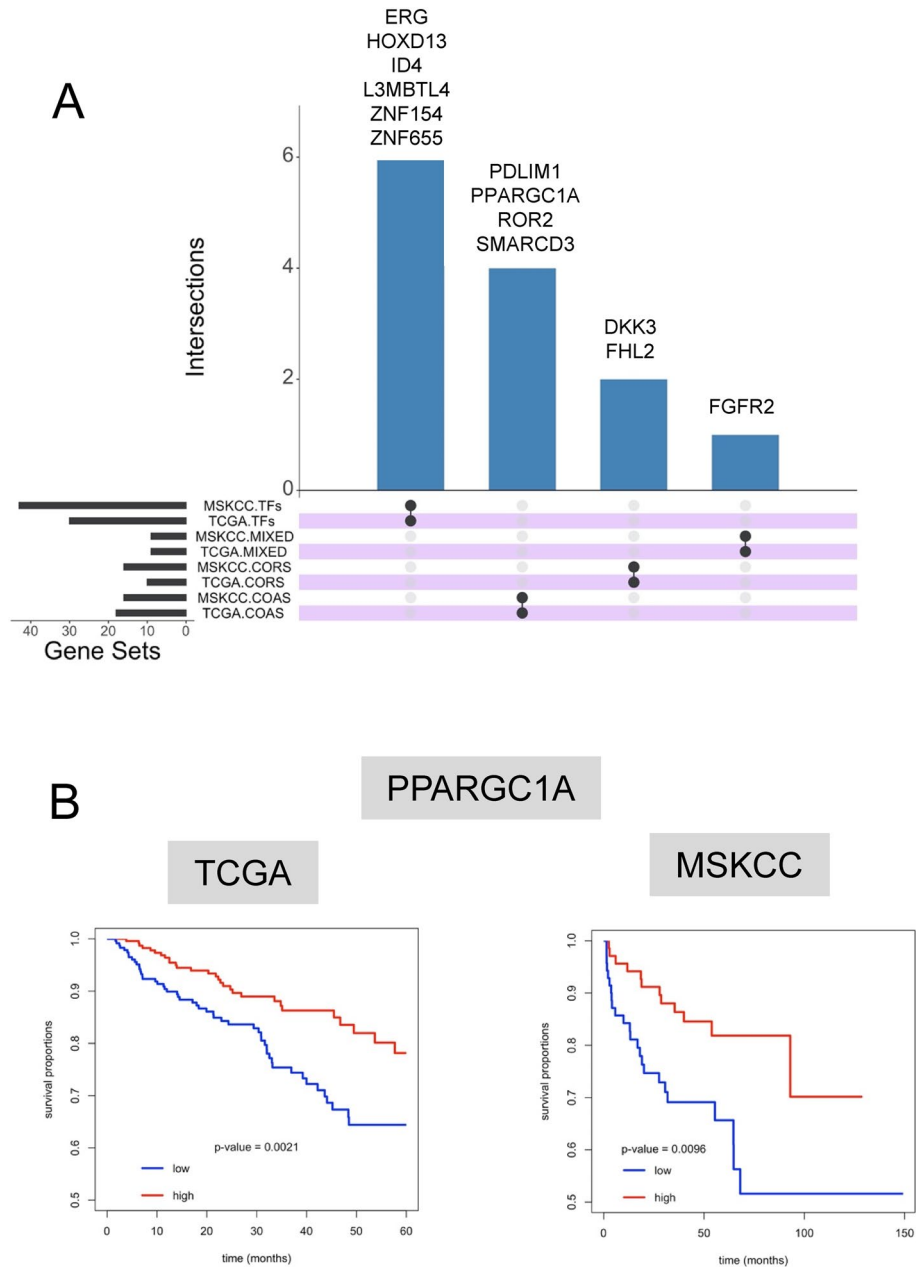 A
ERG
HOXD13
ID4
L3MBTL4
ZNF154
ZNF655
PDLIM1
PPARGC1A
ROR2
SMARCD3
DKK3
FHL2
FGFR2
Intersections
6
4
2
0
MSKCC.TFs
TCGA.TFs
MSKCC.MIXED
TCGA.MIXED
MSKCC.CORS
TCGA.CORS
MSKCC.COAS
TCGA.COAS
40 30 20 10 0
Gene Sets
B
PPARGC1A
TCGA
survival proportions
1.0
0.9
0.8
0.7
0.6
0.5
p-value = 0.0021
low
high
0 10 20 30 40 50 60
time (months)
MSKCC
survival proportions
1.0
0.9
0.8
0.7
0.6
0.5
p-value = 0.0096
low
high
0 50 100 150
time (months)